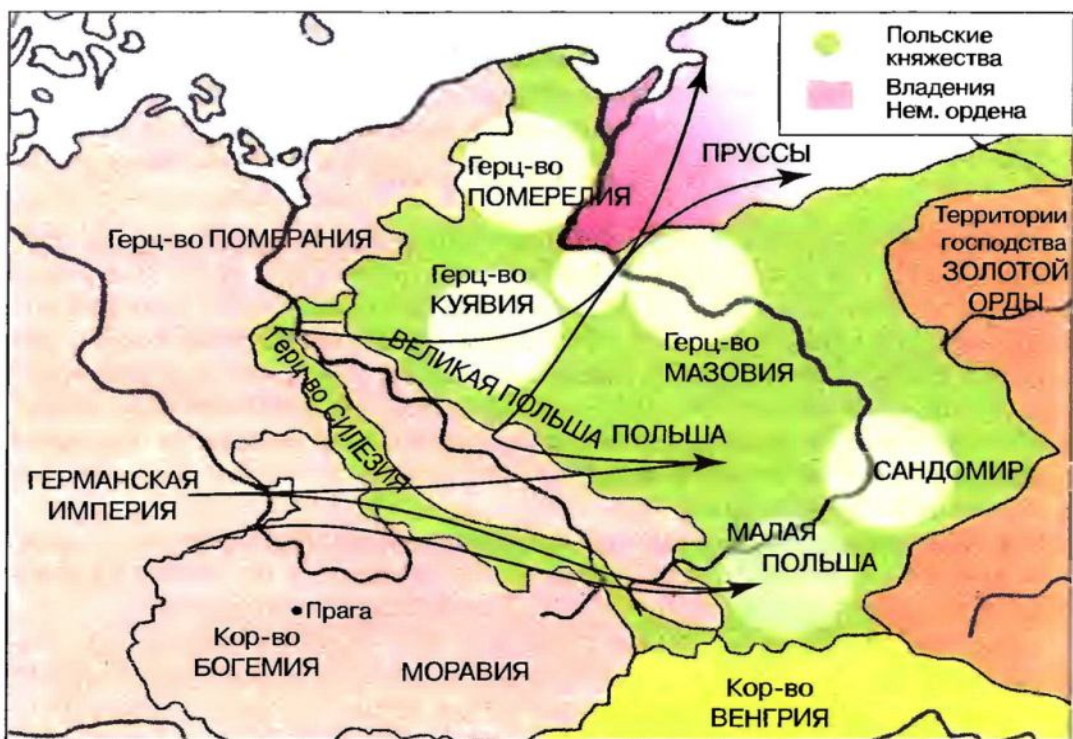 Польские
княжества
Владения
Нем. ордена
ПРУССЫ
Герц-во
ПОМЕРЕЛИЯ
Территории
господства
ЗОЛОТОЙ
ОРДЫ
Герц-во ПОМЕРАНИЯ
Герц-во
КУЯВИЯ
Герц-во
МАЗОВИЯ
ВЕЛИКАЯ ПОЛЬША
Герц-во СИЛЕЗИЯ
ПОЛЬША
САНДОМИР
ГЕРМАНСКАЯ
ИМПЕРИЯ
МАЛАЯ
ПОЛЬША
Прага
Кор-во
БОГЕМИЯ
МОРАВИЯ
Кор-во
ВЕНГРИЯ